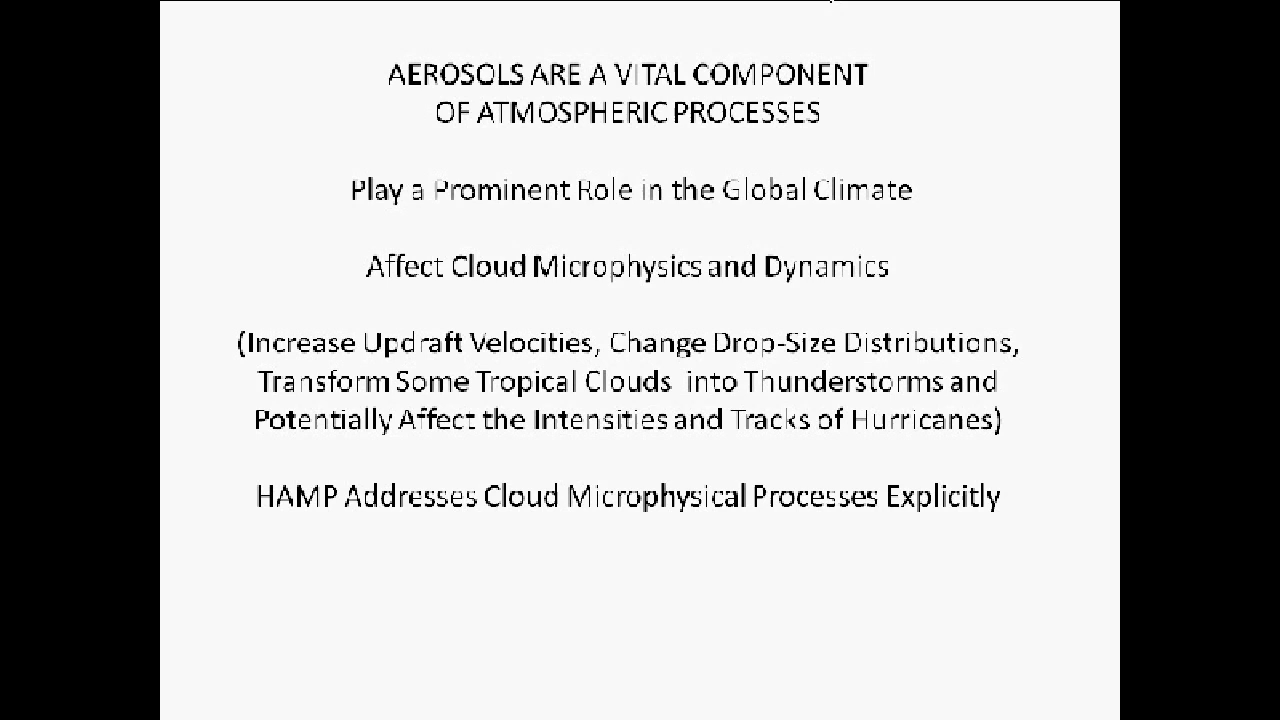 AEROSOLS ARE A VITAL COMPONENT
OF ATMOSPHERIC PROCESSES
Play a Prominent Role in the Global Climate
Affect Cloud Microphysics and Dynamics
(Increase Updraft Velocities, Change Drop-Size Distributions,
Transform Some Tropical Clouds into Thunderstorms and
Potentially Affect the Intensities and Tracks of Hurricanes)
HAMP Addresses Cloud Microphysical Processes Explicitly